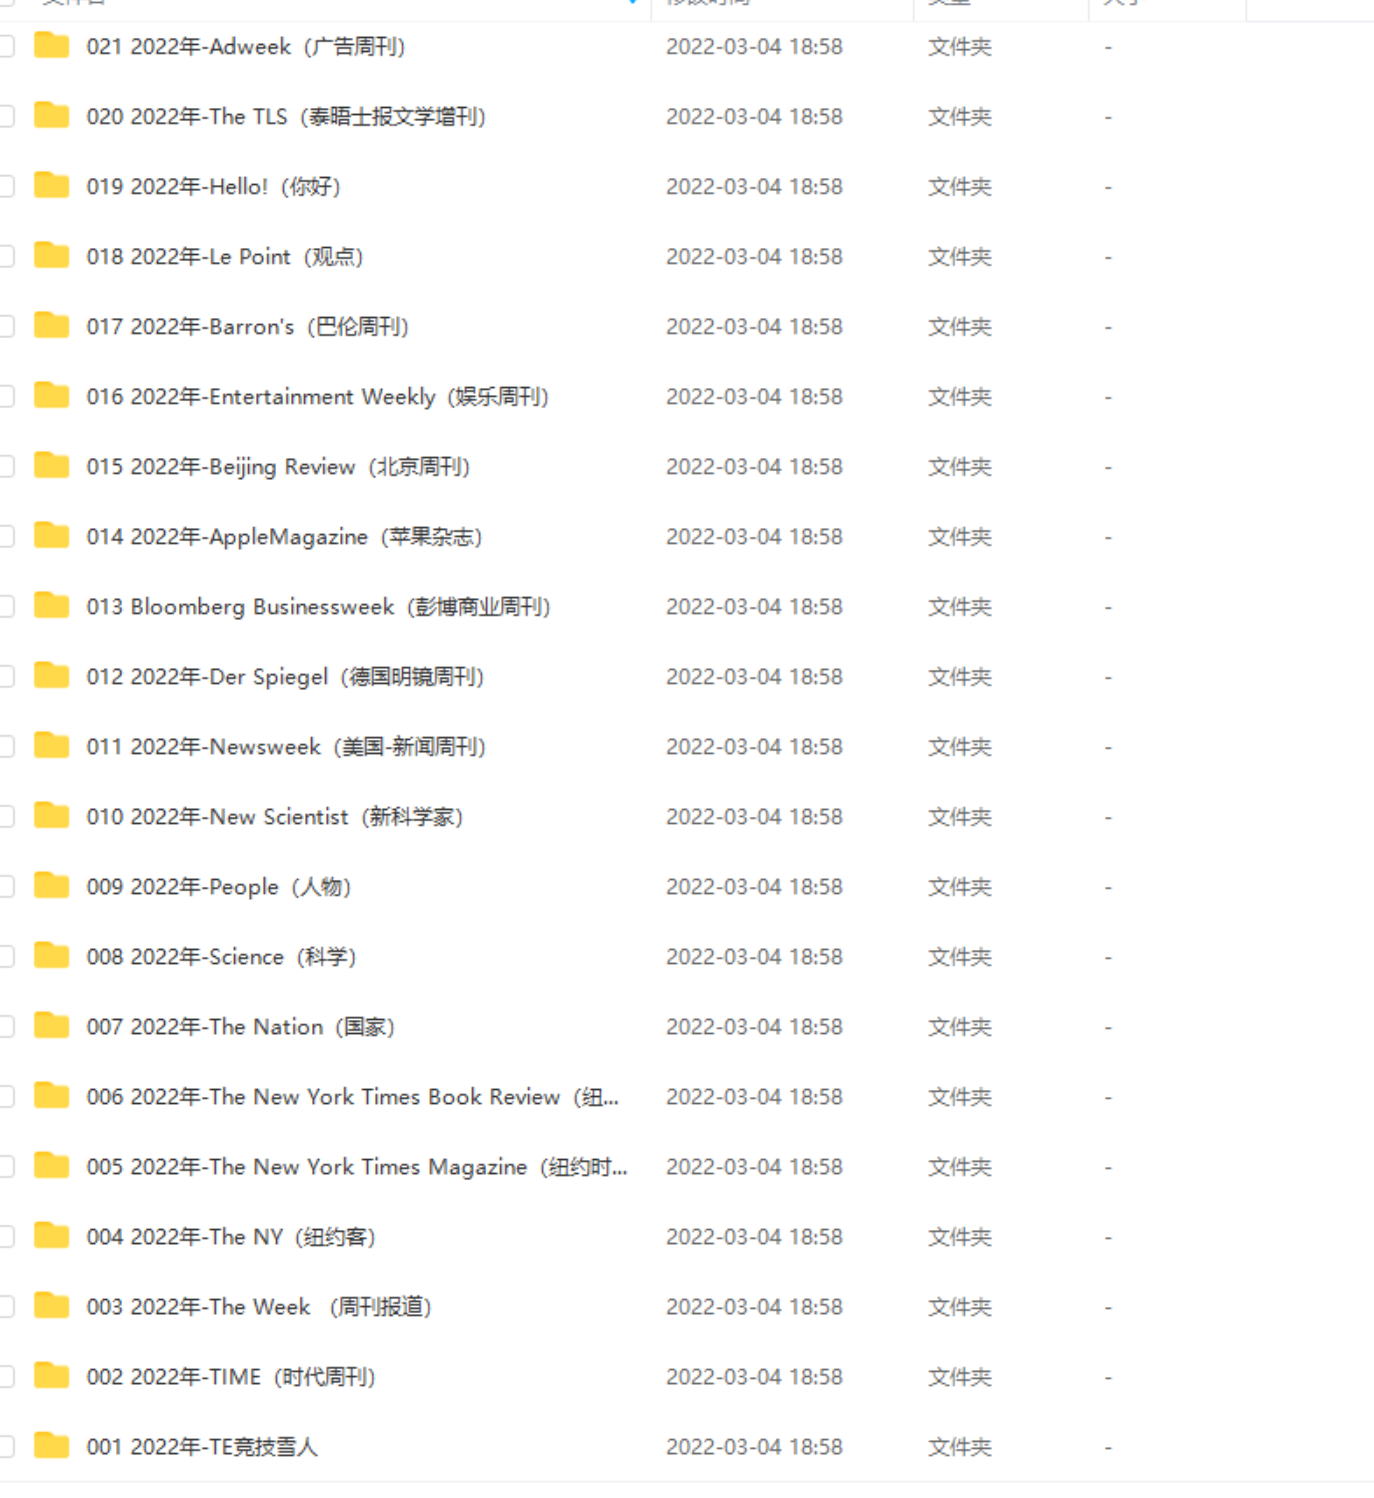 021 2022年-Adweek（广告周刊） 2022-03-04 18:58 文件夹 -
020 2022年-The TLS（泰晤士报文学增刊） 2022-03-04 18:58 文件夹 -
019 2022年-Hello!（你好） 2022-03-04 18:58 文件夹 -
018 2022年-Le Point（观点） 2022-03-04 18:58 文件夹 -
017 2022年-Barron's（巴伦周刊） 2022-03-04 18:58 文件夹 -
016 2022年-Entertainment Weekly（娱乐周刊） 2022-03-04 18:58 文件夹 -
015 2022年-Beijing Review（北京周刊） 2022-03-04 18:58 文件夹 -
014 2022年-AppleMagazine（苹果杂志） 2022-03-04 18:58 文件夹 -
013 Bloomberg Businessweek（彭博商业周刊） 2022-03-04 18:58 文件夹 -
012 2022年-Der Spiegel（德国明镜周刊） 2022-03-04 18:58 文件夹 -
011 2022年-Newsweek（美国-新闻周刊） 2022-03-04 18:58 文件夹 -
010 2022年-New Scientist（新科学家） 2022-03-04 18:58 文件夹 -
009 2022年-People（人物） 2022-03-04 18:58 文件夹 -
008 2022年-Science（科学） 2022-03-04 18:58 文件夹 -
007 2022年-The Nation（国家） 2022-03-04 18:58 文件夹 -
006 2022年-The New York Times Book Review（纽... 2022-03-04 18:58 文件夹 -
005 2022年-The New York Times Magazine（纽约时... 2022-03-04 18:58 文件夹 -
004 2022年-The NY（纽约客） 2022-03-04 18:58 文件夹 -
003 2022年-The Week （周刊报道） 2022-03-04 18:58 文件夹 -
002 2022年-TIME（时代周刊） 2022-03-04 18:58 文件夹 -
001 2022年-TE竞技雪人 2022-03-04 18:58 文件夹 -